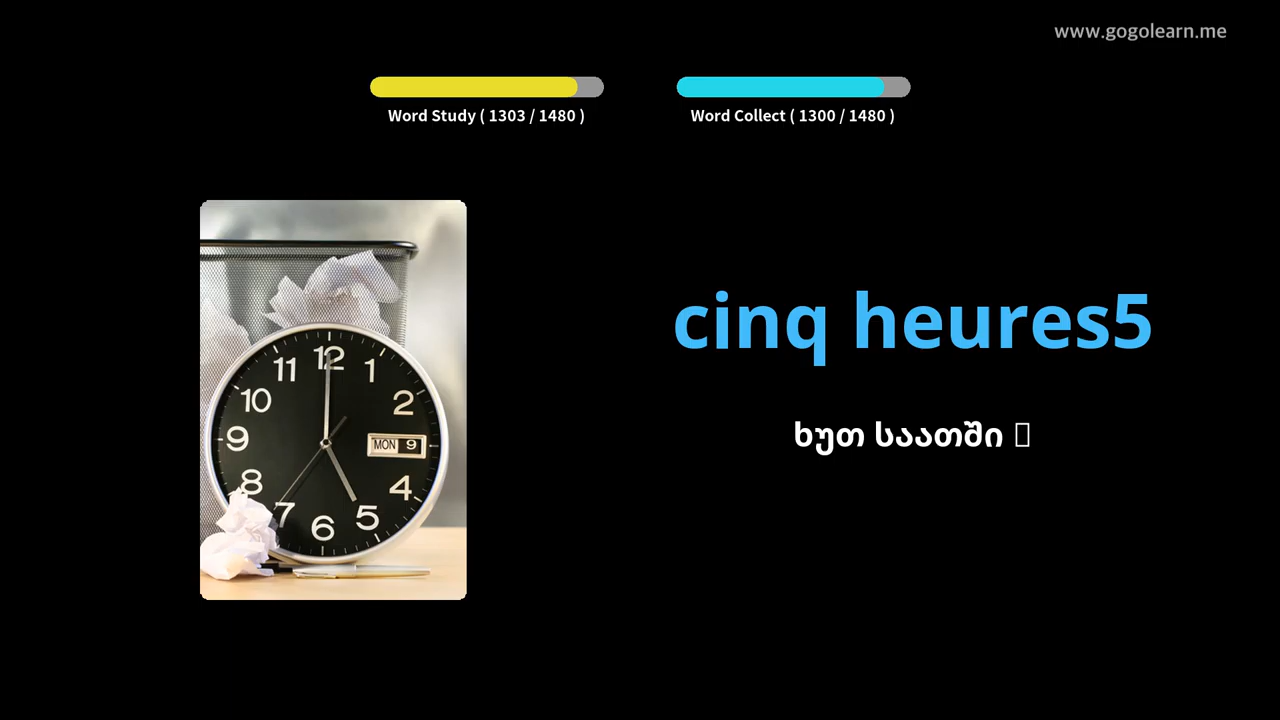 www.gogolearn.me
Word Study ( 1303 / 1480 )
Word Collect ( 1300 / 1480 )
cinq heures5
ხუთ საათში
12
11
1
10
2
9
MON 9
8
4
7
5
6